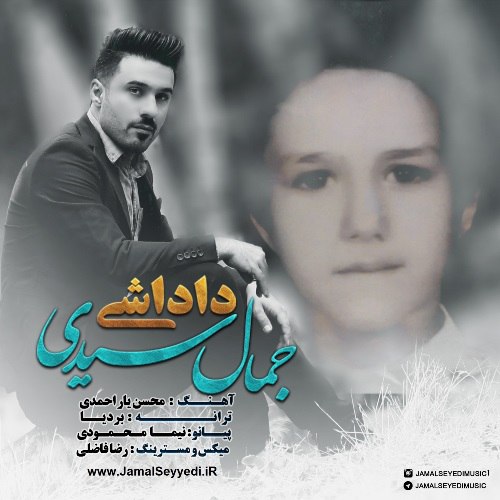 داداشی
جمال سیدی
آهنگ : محسن یاراحمدی
ترانه : بردیا
پیانو : نیما محمودی
میکس و مسترینگ : رضا فاضلی
www.JamalSeyyedi.iR
JAMALSEYEDIMUSIC1
JAMALSEYEDIMUSIC